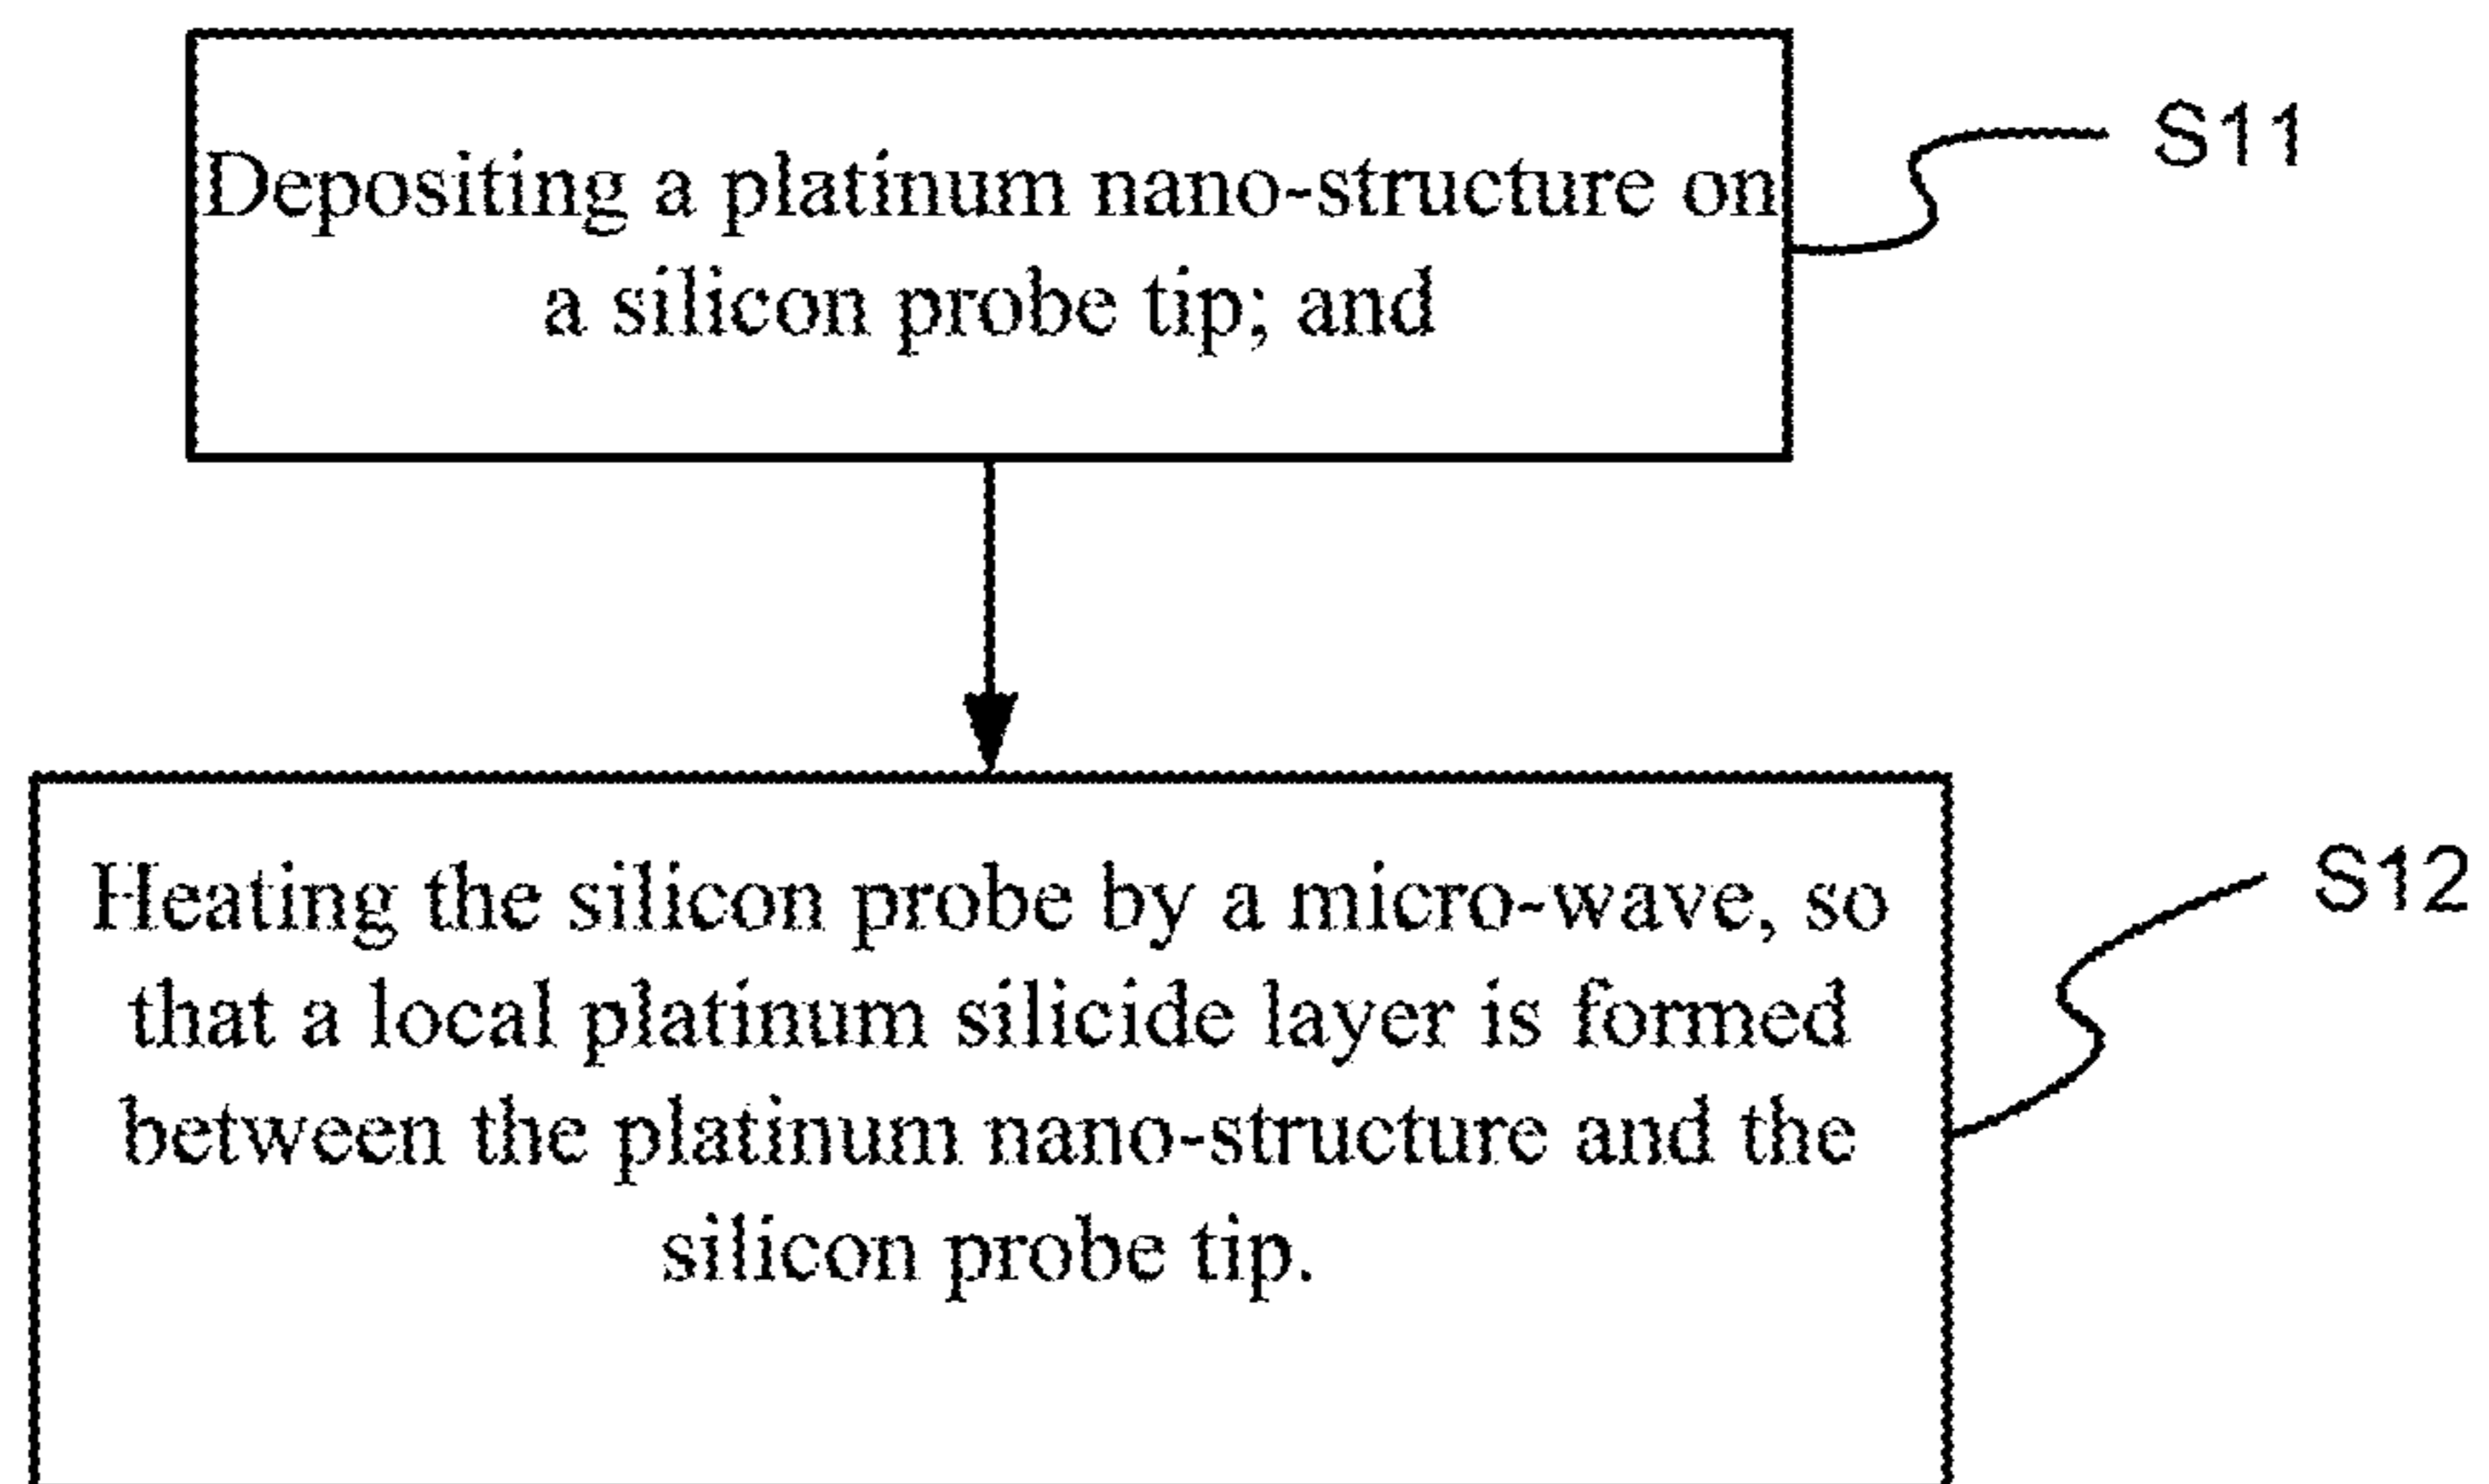 Depositing a platinum nano-structure on
a silicon probe tip; and
S11
Heating the silicon probe by a micro-wave, so
that a local platinum silicide layer is formed
between the platinum nano-structure and the
silicon probe tip.
S12